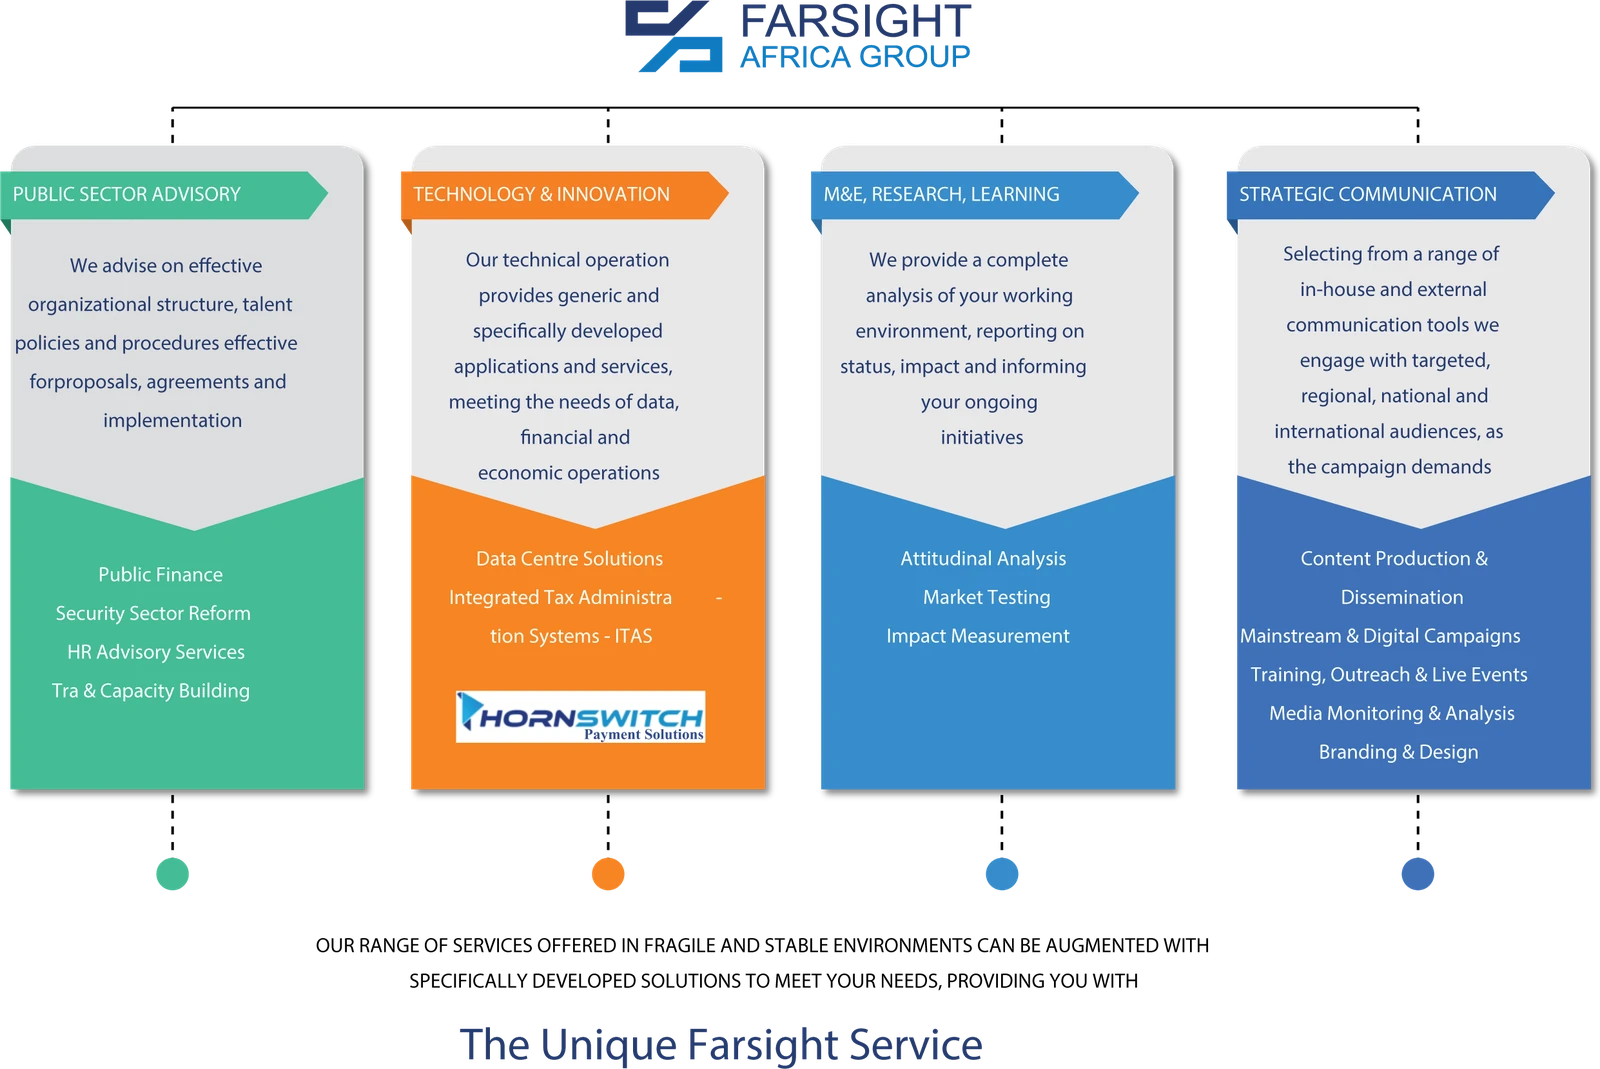 FARSIGHT
AFRICA GROUP
PUBLIC SECTOR ADVISORY
We advise on effective
organizational structure, talent
policies and procedures effective
forproposals, agreements and
implementation
Public Finance
Security Sector Reform
HR Advisory Services
Tra & Capacity Building
TECHNOLOGY & INNOVATION
Our technical operation
provides generic and
specifically developed
applications and services,
meeting the needs of data,
financial and
economic operations
Data Centre Solutions
Integrated Tax Administra -
tion Systems - ITAS
HORNSWITCH
Payment Solutions
M&E, RESEARCH, LEARNING
We provide a complete
analysis of your working
environment, reporting on
status, impact and informing
your ongoing
initiatives
Attitudinal Analysis
Market Testing
Impact Measurement
STRATEGIC COMMUNICATION
Selecting from a range of
in-house and external
communication tools we
engage with targeted,
regional, national and
international audiences, as
the campaign demands
Content Production &
Dissemination
Mainstream & Digital Campaigns
Training, Outreach & Live Events
Media Monitoring & Analysis
Branding & Design
OUR RANGE OF SERVICES OFFERED IN FRAGILE AND STABLE ENVIRONMENTS CAN BE AUGMENTED WITH
SPECIFICALLY DEVELOPED SOLUTIONS TO MEET YOUR NEEDS, PROVIDING YOU WITH
The Unique Farsight Service